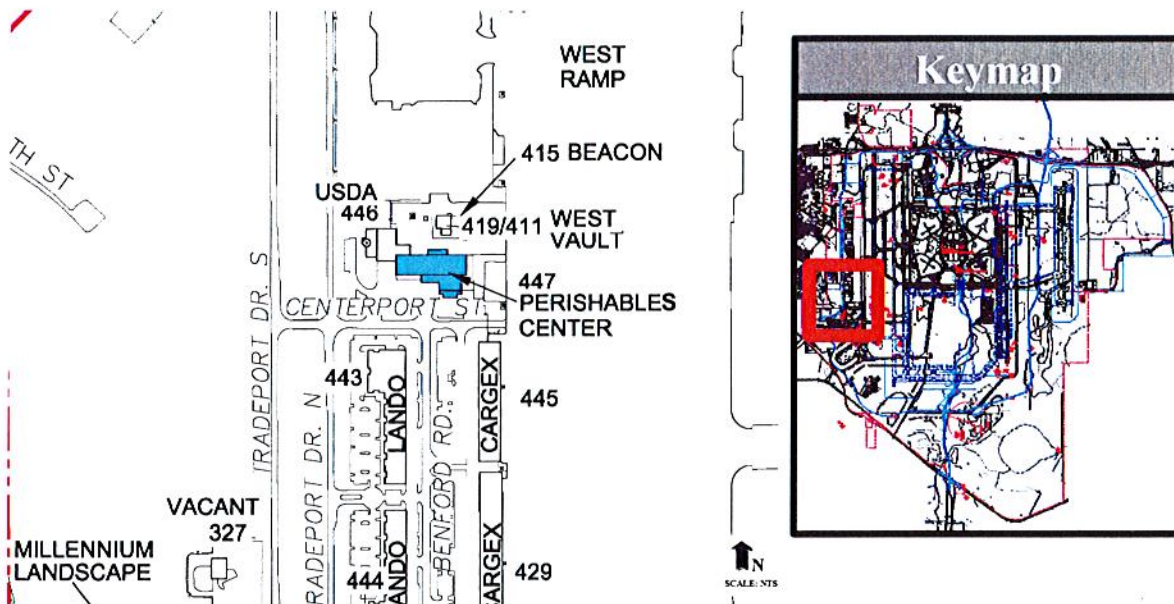 WEST
RAMP
Keymap
TH ST
415 BEACON
USDA
446
419/411
WEST
VAULT
447
PERISHABLES
CENTER
CENTERPORT ST.
TRADEPORT DR. S
443
LANDO
CARGEX
445
TRADEPORT DR. N
BENFORD RD.
VACANT
327
MILLENNIUM
LANDSCAPE
444
LANDO
CARGEX
429
N
SCALE: NTS